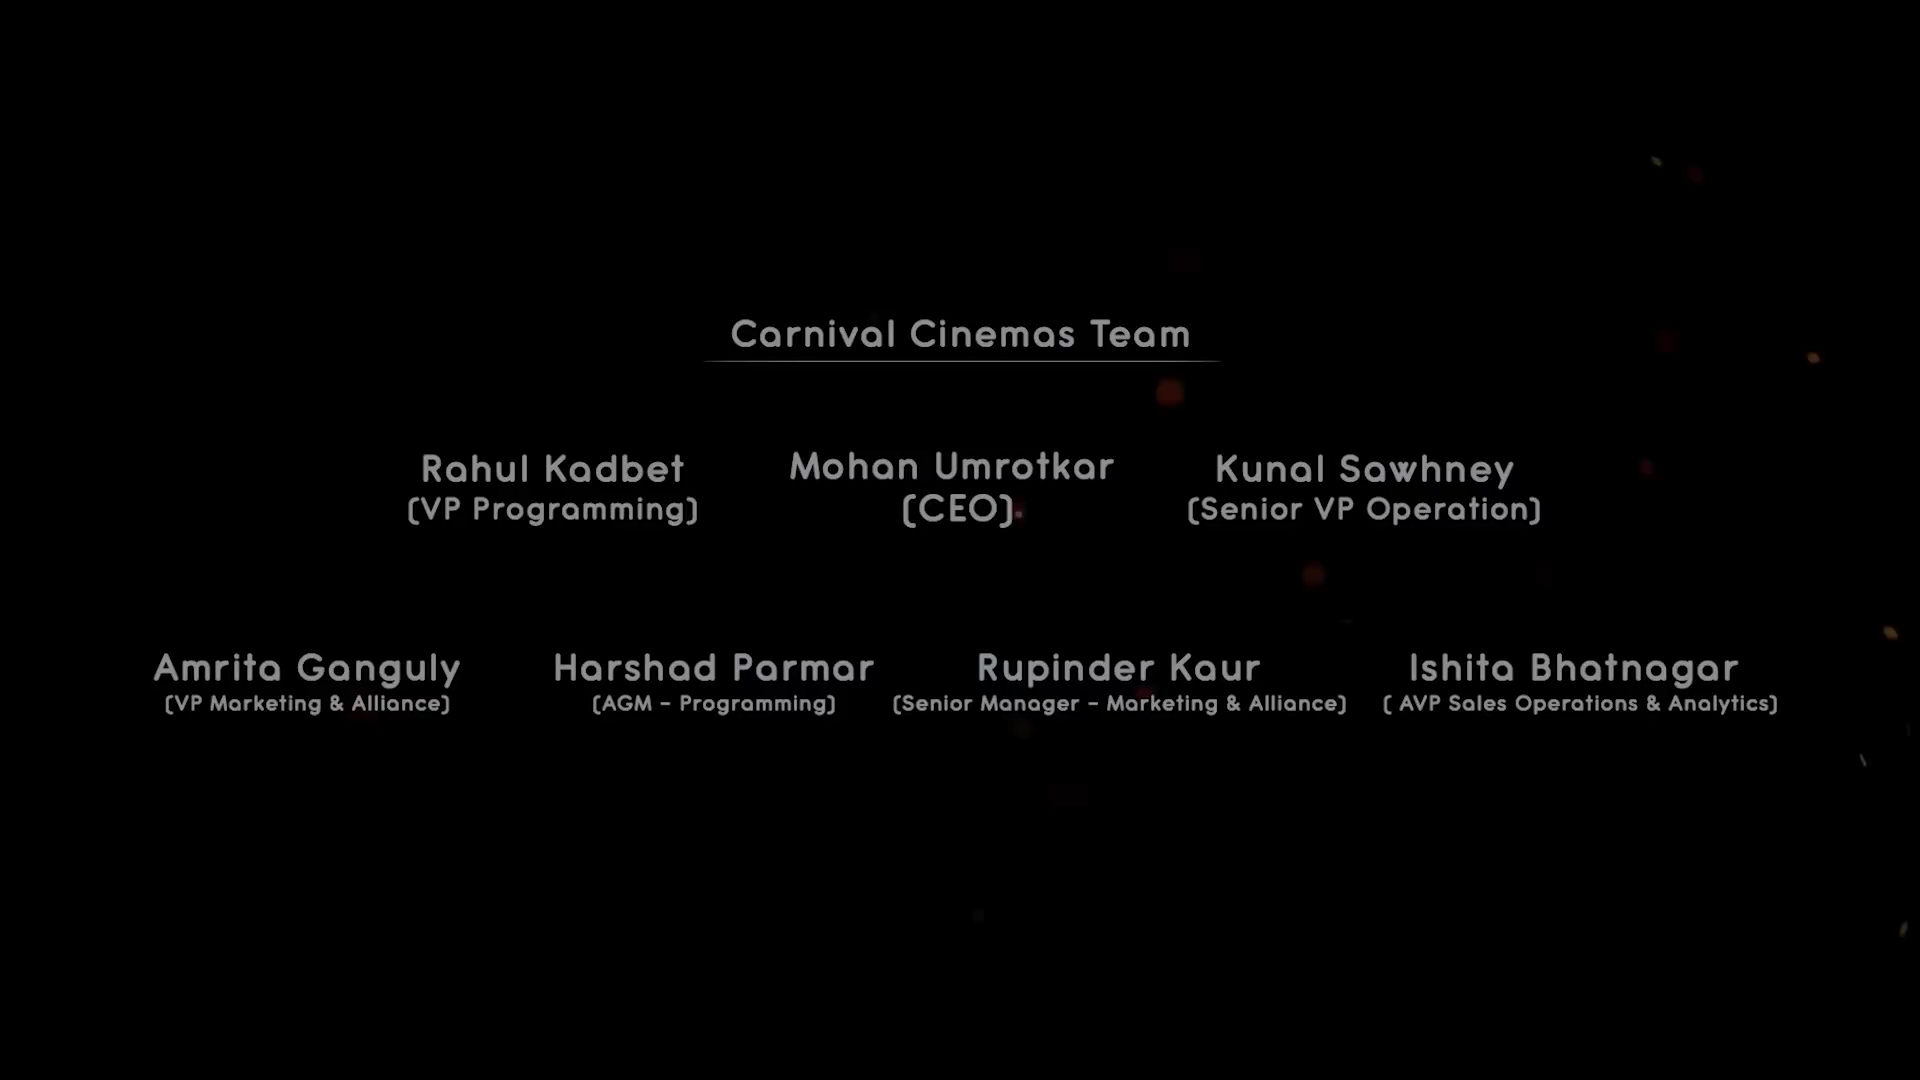 Carnival Cinemas Team
Rahul Kadbet Mohan Umrotkar Kunal Sawhney
(VP Programming) (CEO) (Senior VP Operation)
Amrita Ganguly Harshad Parmar Rupinder Kaur Ishita Bhatnagar
(VP Marketing & Alliance) (AGM - Programming) (Senior Manager - Marketing & Alliance) ( AVP Sales Operations & Analytics)